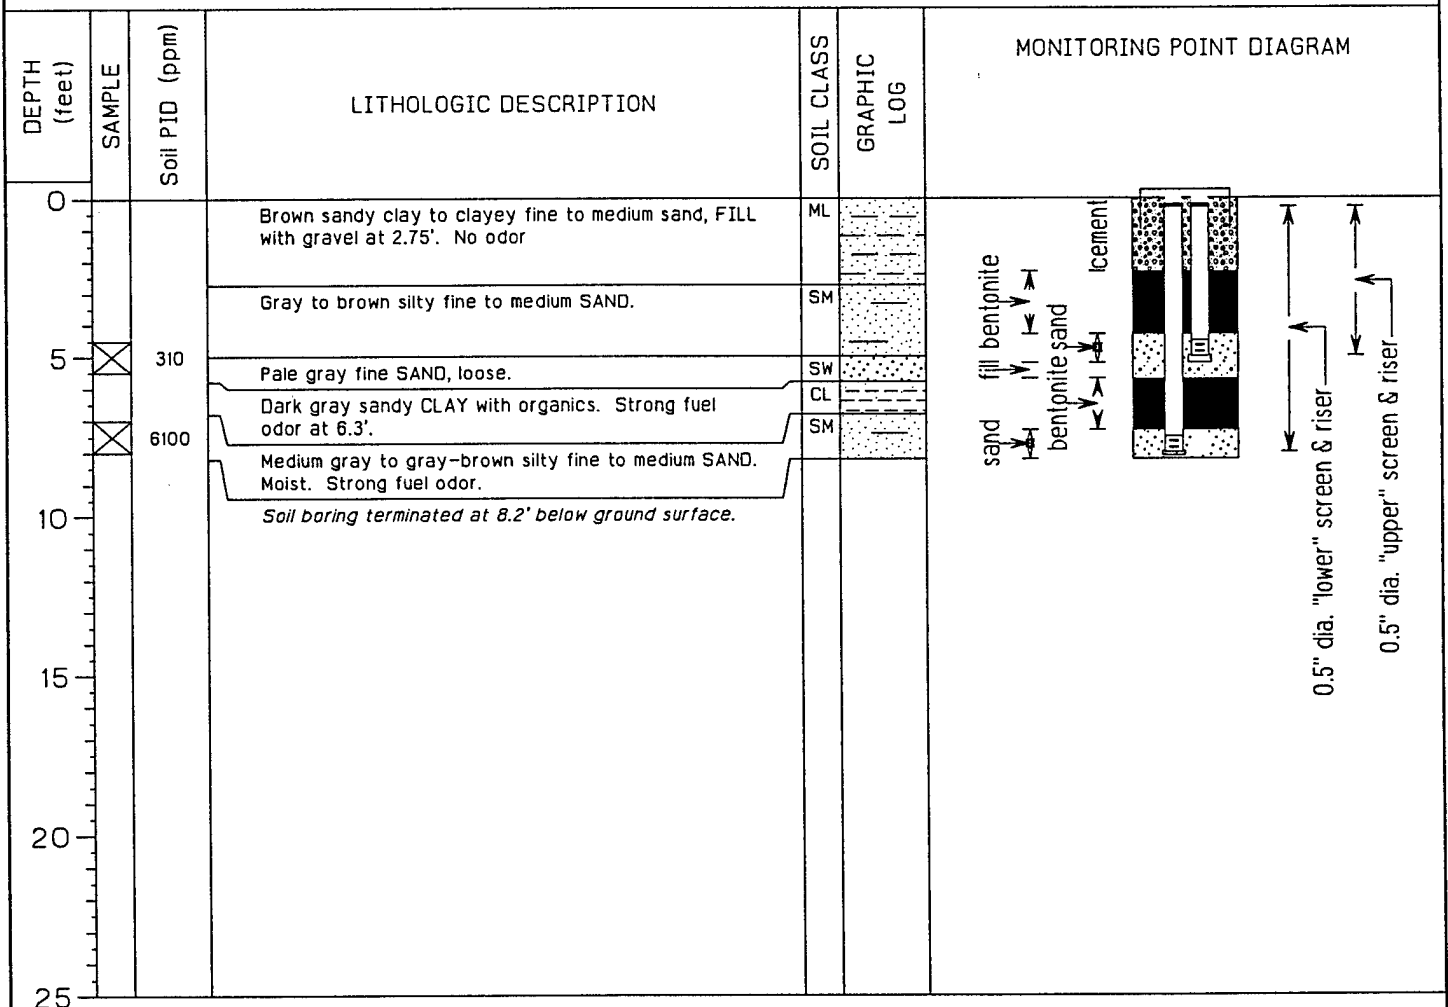 DEPTH
(feet)
SAMPLE
Soil PID (ppm)
LITHOLOGIC DESCRIPTION
SOIL CLASS
GRAPHIC
LOG
MONITORING POINT DIAGRAM
0
Brown sandy clay to clayey fine to medium sand, FILL
with gravel at 2.75'. No odor
ML
Gray to brown silty fine to medium SAND.
SM
5
310
Pale gray fine SAND, loose.
SW
Dark gray sandy CLAY with organics. Strong fuel
odor at 6.3'.
CL
6100
Medium gray to gray-brown silty fine to medium SAND.
Moist. Strong fuel odor.
SM
Soil boring terminated at 8.2' below ground surface.
10
15
20
25
cement
bentonite
sand
fill
bentonite
sand
0.5" dia. "lower" screen & riser
0.5" dia. "upper" screen & riser